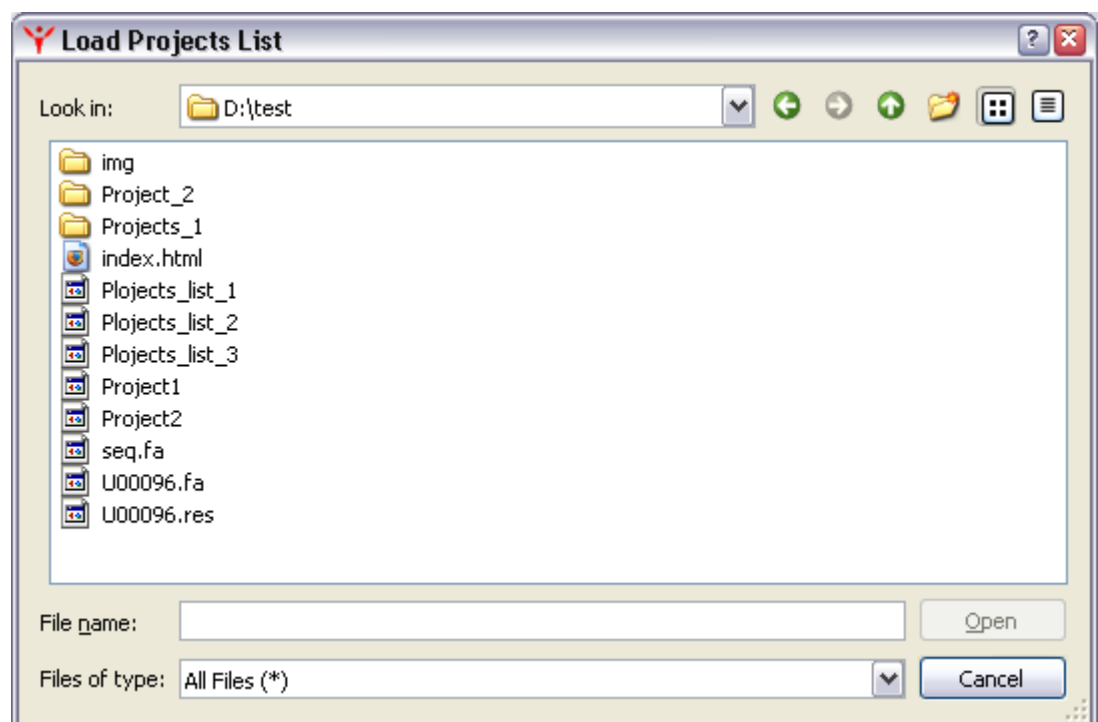 Load Projects List
Look in: D:\test
img
Project_2
Projects_1
index.html
Plojects_list_1
Plojects_list_2
Plojects_list_3
Project1
Project2
seq.fa
U00096.fa
U00096.res
File name: Open
Files of type: All Files (*) Cancel